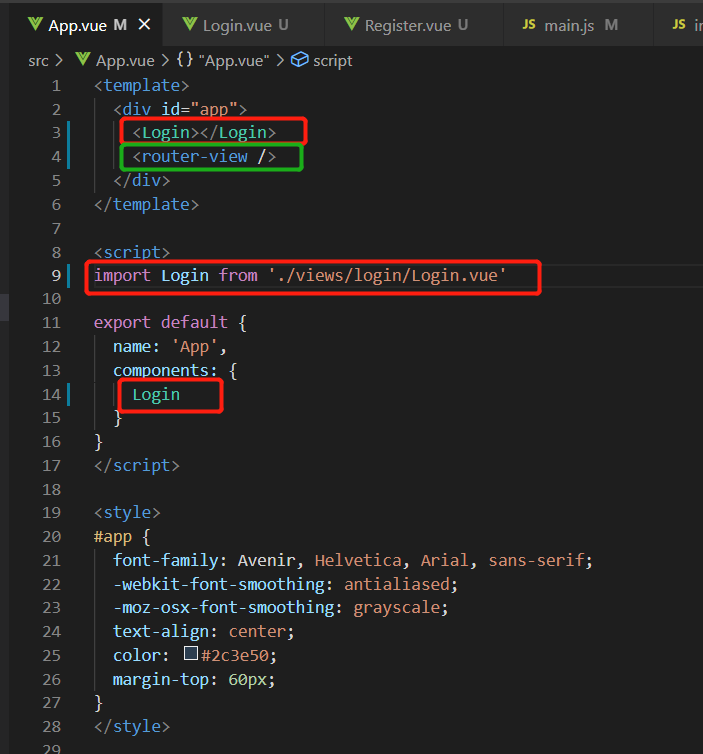 App.vue M × Login.vue U Register.vue U JS main.js M JS
src > App.vue > {} "App.vue" > script
1 <template>
2 <div id="app">
3 <Login></Login>
4 <router-view />
5 </div>
6 </template>
7
8 <script>
9 import Login from './views/login/Login.vue'
10
11 export default {
12 name: 'App',
13 components: {
14 Login
15 }
16 }
17 </script>
18
19 <style>
20 #app {
21 font-family: Avenir, Helvetica, Arial, sans-serif;
22 -webkit-font-smoothing: antialiased;
23 -moz-osx-font-smoothing: grayscale;
24 text-align: center;
25 color: #2c3e50;
26 margin-top: 60px;
27 }
28 </style>
29